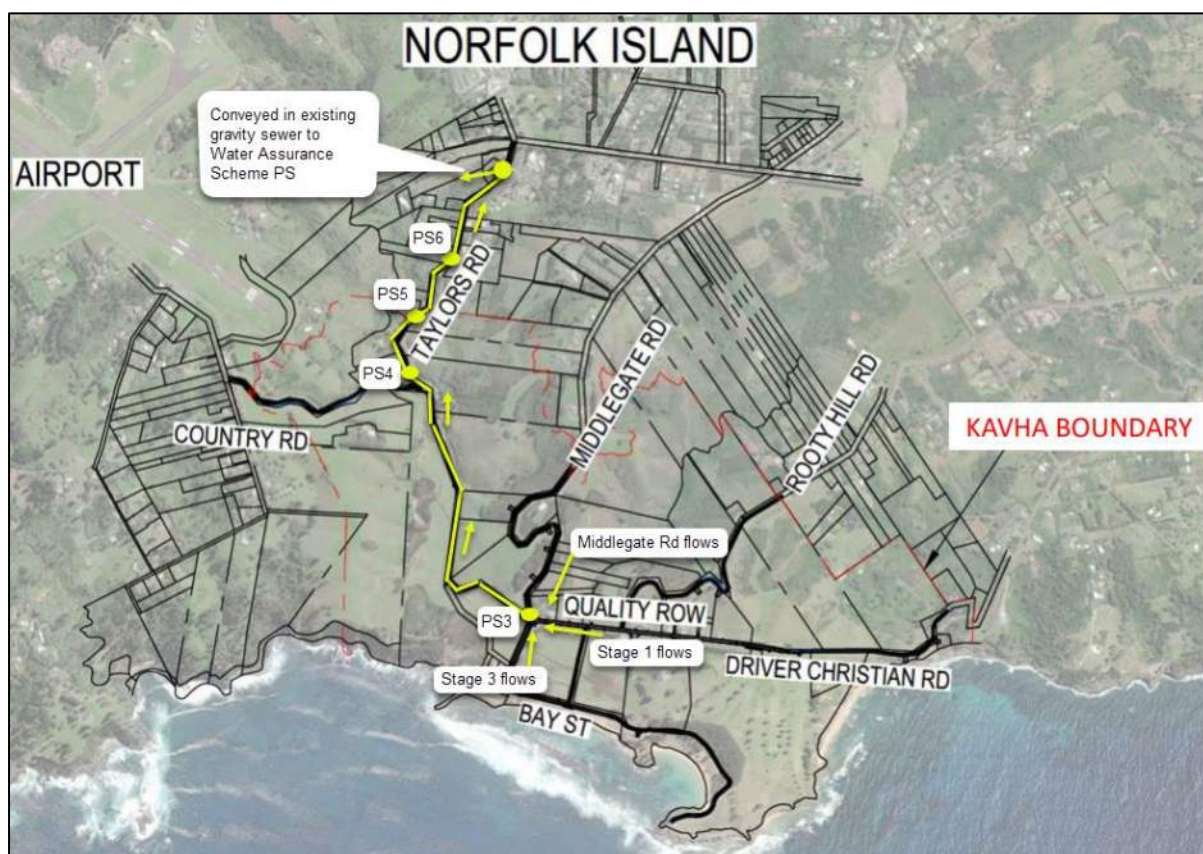 NORFOLK ISLAND
Conveyed in existing
gravity sewer to
Water Assurance
Scheme PS
AIRPORT
PS6
TAYLORS RD
PS5
PS4
MIDDLEGATE RD
ROOTY HILL RD
COUNTRY RD
KAVHA BOUNDARY
Middlegate Rd flows
QUALITY ROW
PS3
Stage 1 flows
Stage 3 flows
DRIVER CHRISTIAN RD
BAY ST